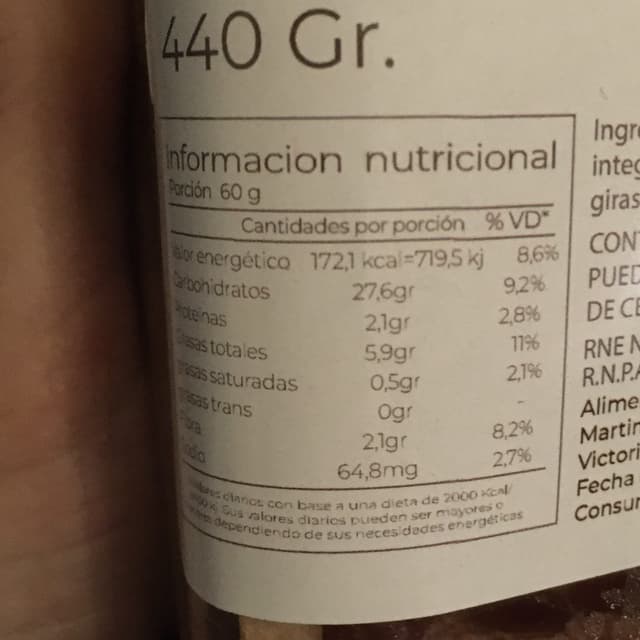 440 Gr.
Informacion nutricional
Porción 60 g
Cantidades por porción % VD*
Valor energético 172,1 kcal=719,5 kj 8,6%
Carbohidratos 27,6gr 9,2%
Proteínas 2,1gr 2,8%
Grasas totales 5,9gr 11%
Grasas saturadas 0,5gr 2,1%
Grasas trans 0gr -
Fibra 2,1gr 8,2%
Sodio 64,8mg 2,7%
diarios con base a una dieta de 2000 kcal/
Sus valores diarios pueden ser mayores o
dependiendo de sus necesidades energéticas
Ingre
integ
giras
CONT
PUED
DE CE
RNE N
R.N.P.A
Alime
Martin
Victori
Fecha
Consum